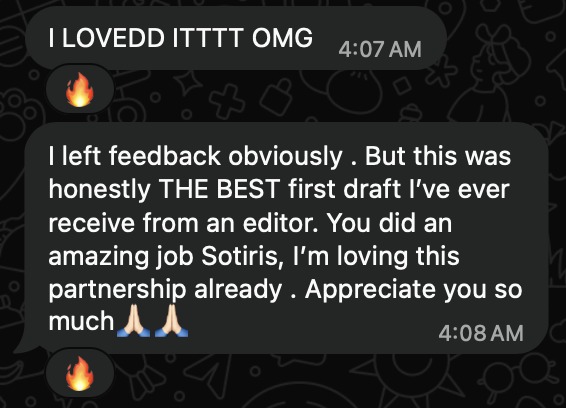 I LOVEDD ITTTT OMG 4:07 AM
🔥
I left feedback obviously . But this was
honestly THE BEST first draft I’ve ever
receive from an editor. You did an
amazing job Sotiris, I’m loving this
partnership already . Appreciate you so
much🙏🏻🙏🏻 4:08 AM
🔥